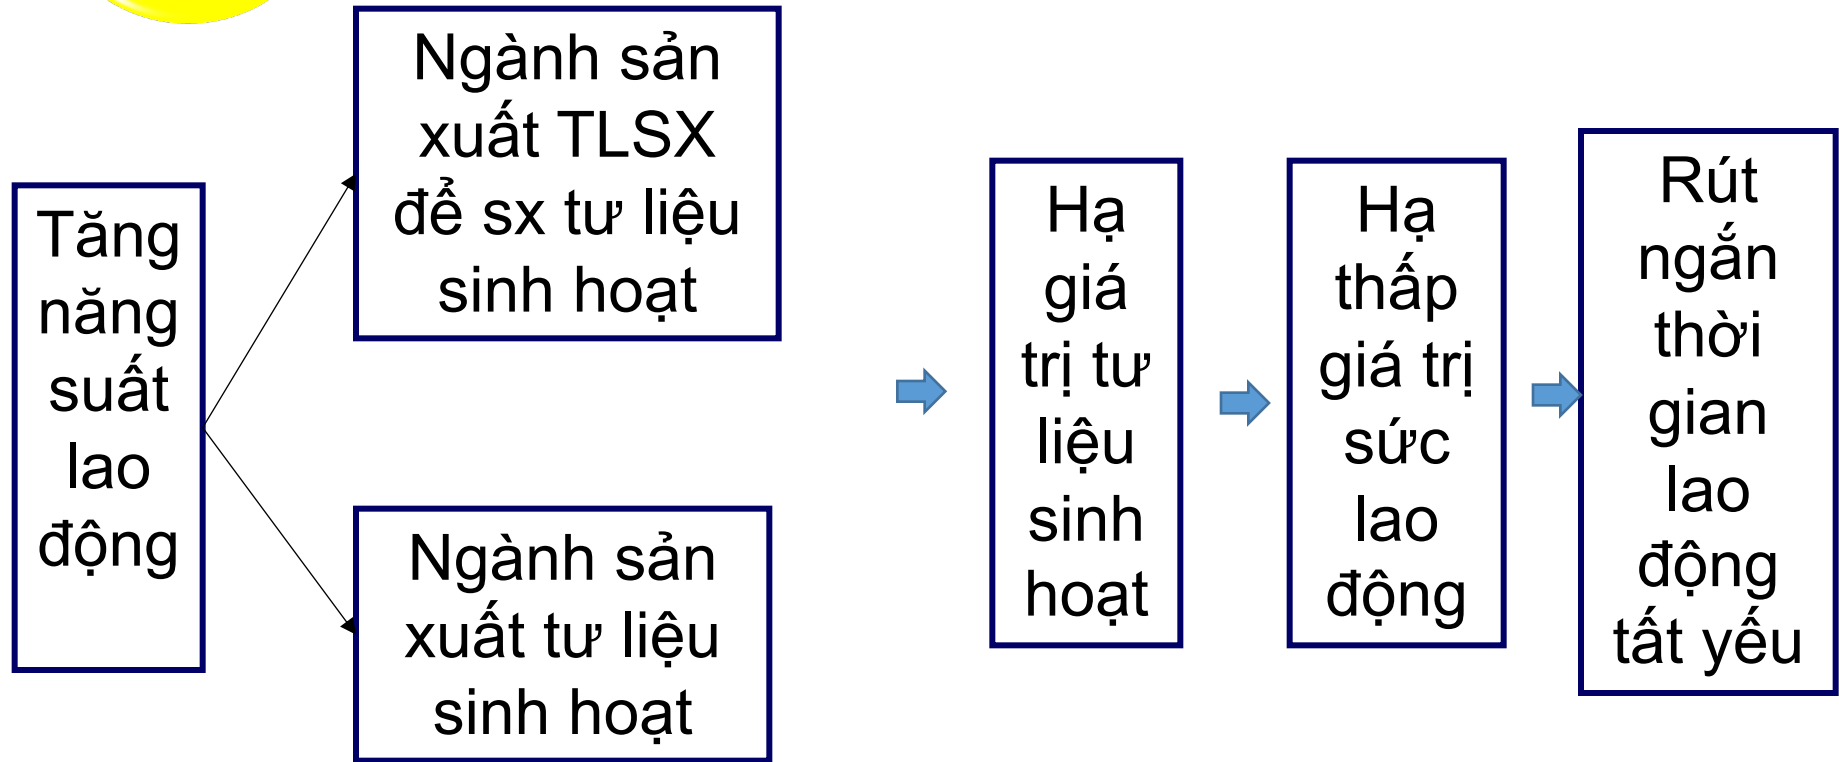 Tăng
năng
suất
lao
động
Ngành sản
xuất TLSX
để sx tư liệu
sinh hoạt
Ngành sản
xuất tư liệu
sinh hoạt
Hạ
giá
trị tư
liệu
sinh
hoạt
Hạ
thấp
giá trị
sức
lao
động
Rút
ngắn
thời
gian
lao
động
tất yếu